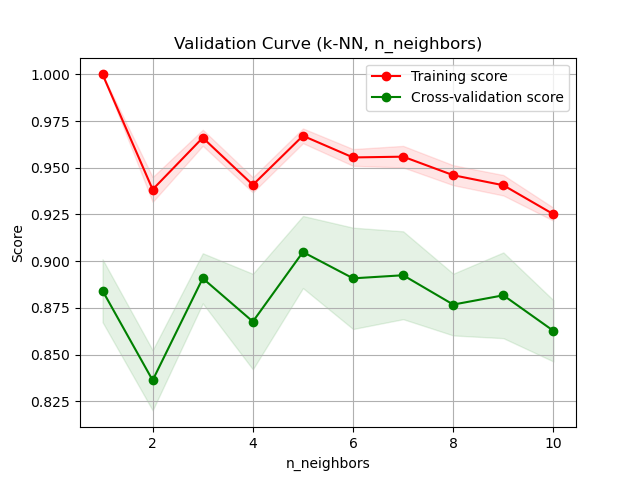 Validation Curve (k-NN, n_neighbors)
Training score
Cross-validation score
Score
1.000
0.975
0.950
0.925
0.900
0.875
0.850
0.825
2 4 6 8 10
n_neighbors